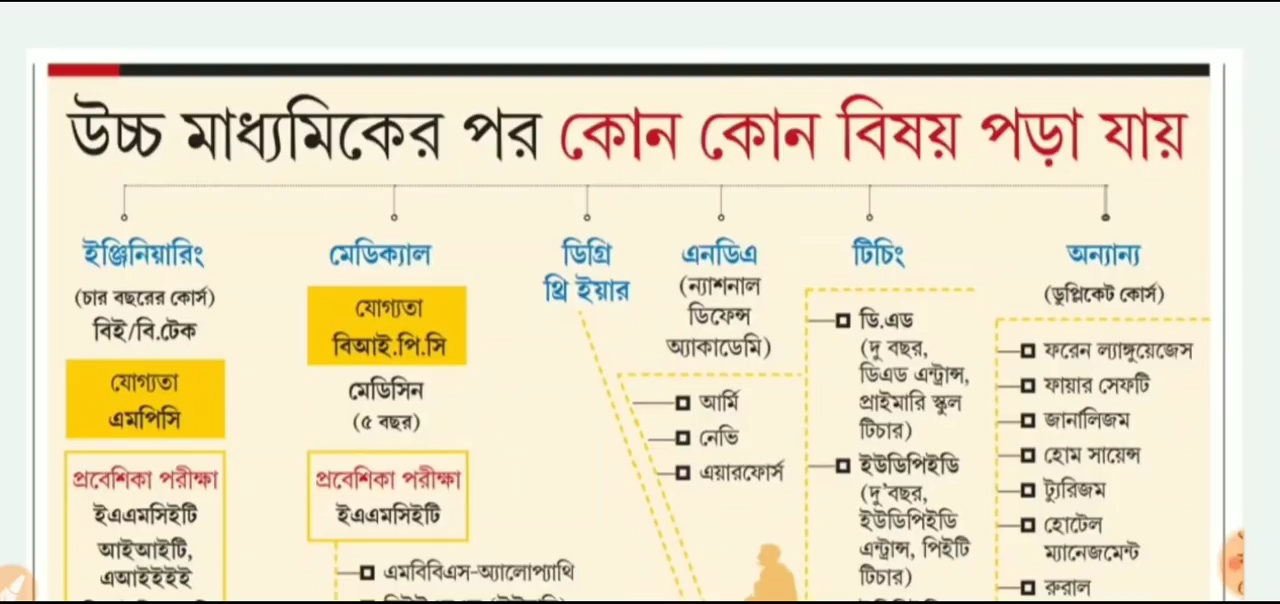 উচ্চ মাধ্যমিকের পর কোন কোন বিষয় পড়া যায়
ইঞ্জিনিয়ারিং
(চার বছরের কোর্স)
বিই/বি.টেক
যোগ্যতা
এমপিসি
প্রবেশিকা পরীক্ষা
ইএএমসিইটি
আইআইটি,
এআইইইই
মেডিক্যাল
যোগ্যতা
বিআই.পি.সি
মেডিসিন
(৫ বছর)
প্রবেশিকা পরীক্ষা
ইএএমসিইটি
এমবিবিএস-অ্যালোপ্যাথি
ডিগ্রি
থ্রি ইয়ার
এনডিএ
(ন্যাশনাল
ডিফেন্স
অ্যাকাডেমি)
আর্মি
নেভি
এয়ারফোর্স
টিচিং
ডি.এড
(দু বছর,
ডিএড এন্ট্রান্স,
প্রাইমারি স্কুল
টিচার)
ইউডিপিইডি
(দু'বছর,
ইউডিপিইডি
এন্ট্রান্স, পিইটি
টিচার)
অন্যান্য
(ডুপ্লিকেট কোর্স)
ফরেন ল্যাঙ্গুয়েজেস
ফায়ার সেফটি
জার্নালিজম
হোম সায়েন্স
ট্যুরিজম
হোটেল
ম্যানেজমেন্ট
রুরাল